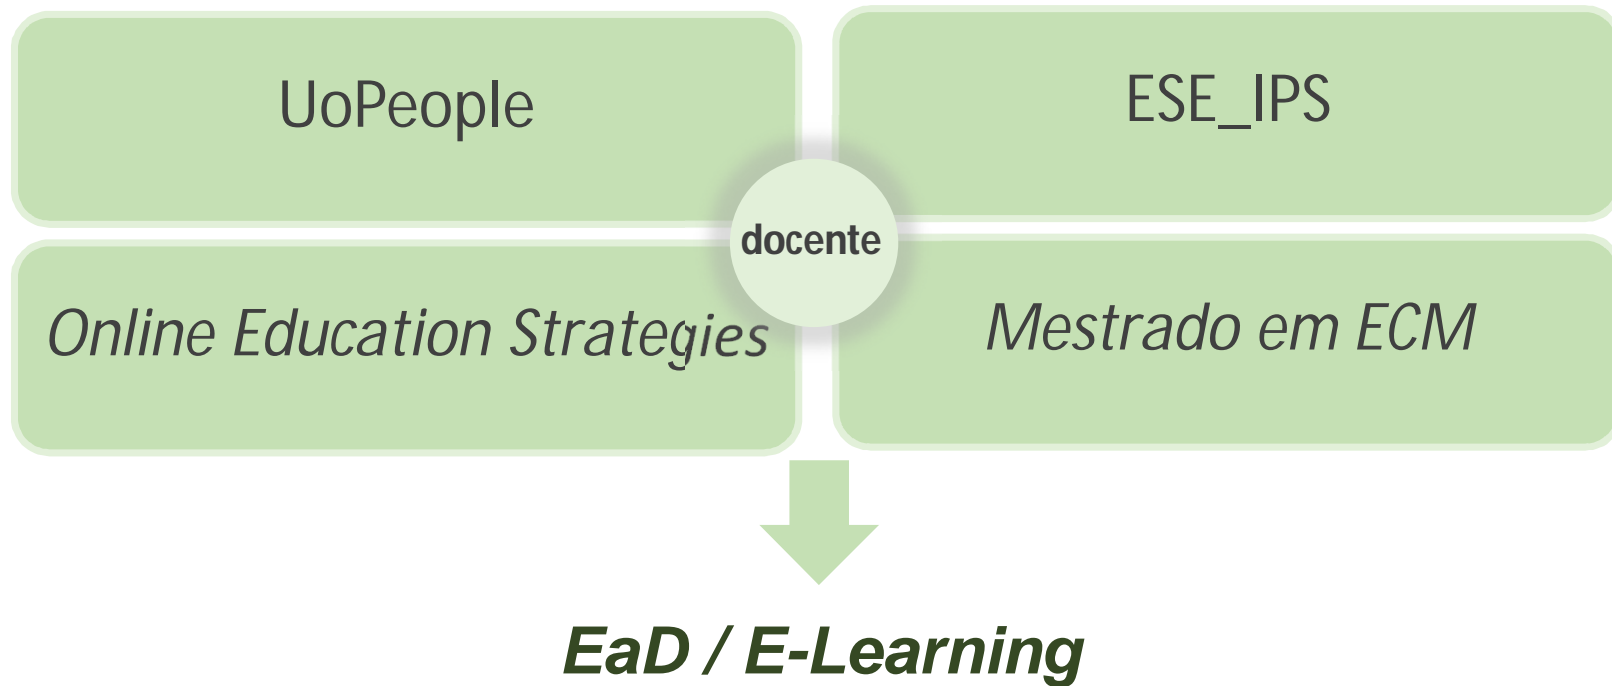 UoPeople
ESE_IPS
docente
Online Education Strategies
Mestrado em ECM
EaD / E-Learning